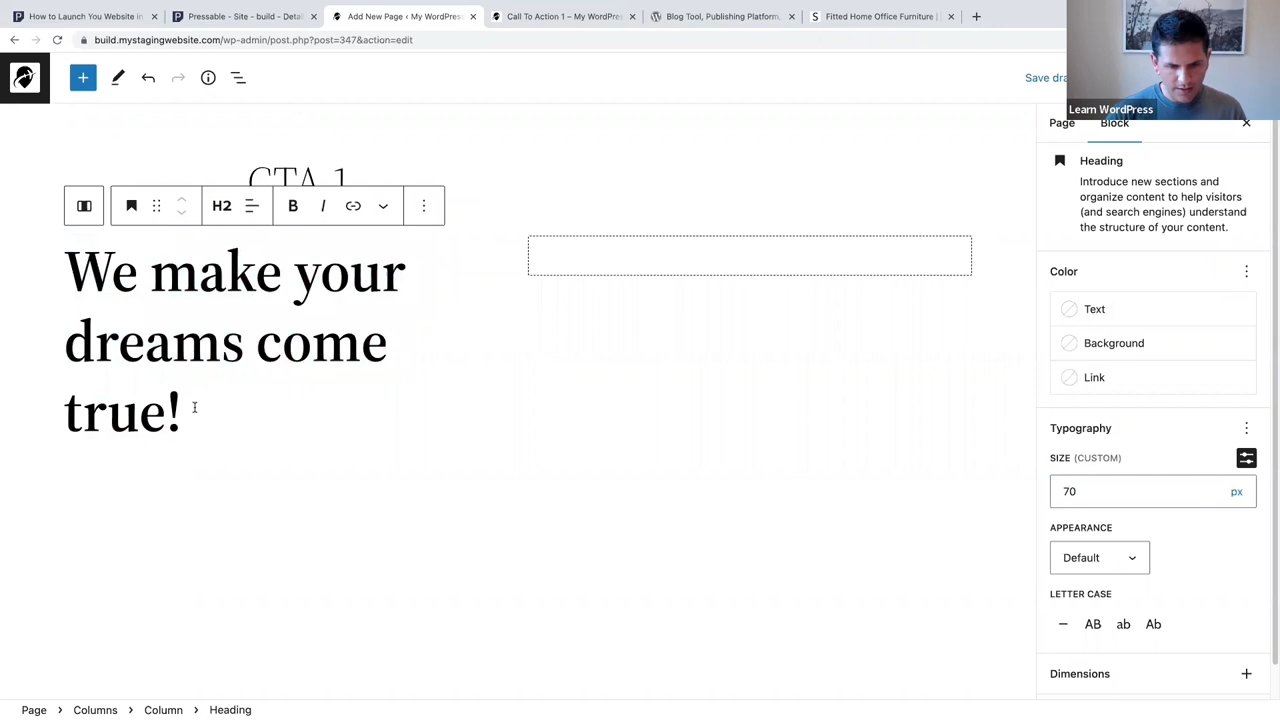 How to Launch You Website in
Pressable - Site - build - Detai
Add New Page ‹ My WordPress
Call To Action 1 – My WordPres
Blog Tool, Publishing Platform,
Fitted Home Office Furniture |
build.mystagingwebsite.com/wp-admin/post.php?post=347&action=edit
Save dra
Learn WordPress
Page
Block
CTA 1
H2
B
I
We make your
dreams come
true!
Heading
Introduce new sections and
organize content to help visitors
(and search engines) understand
the structure of your content.
Color
Text
Background
Link
Typography
SIZE (CUSTOM)
70
px
APPEARANCE
Default
LETTER CASE
— AB ab Ab
Dimensions
Page > Columns > Column > Heading